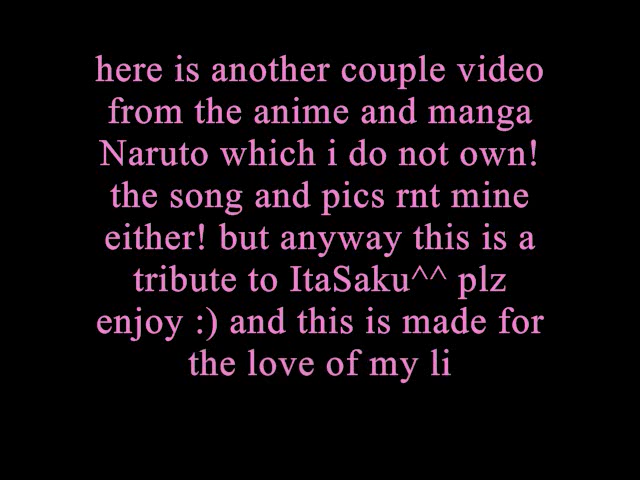 here is another couple video
from the anime and manga
Naruto which i do not own!
the song and pics rnt mine
either! but anyway this is a
tribute to ItaSaku^^ plz
enjoy :) and this is made for
the love of my li